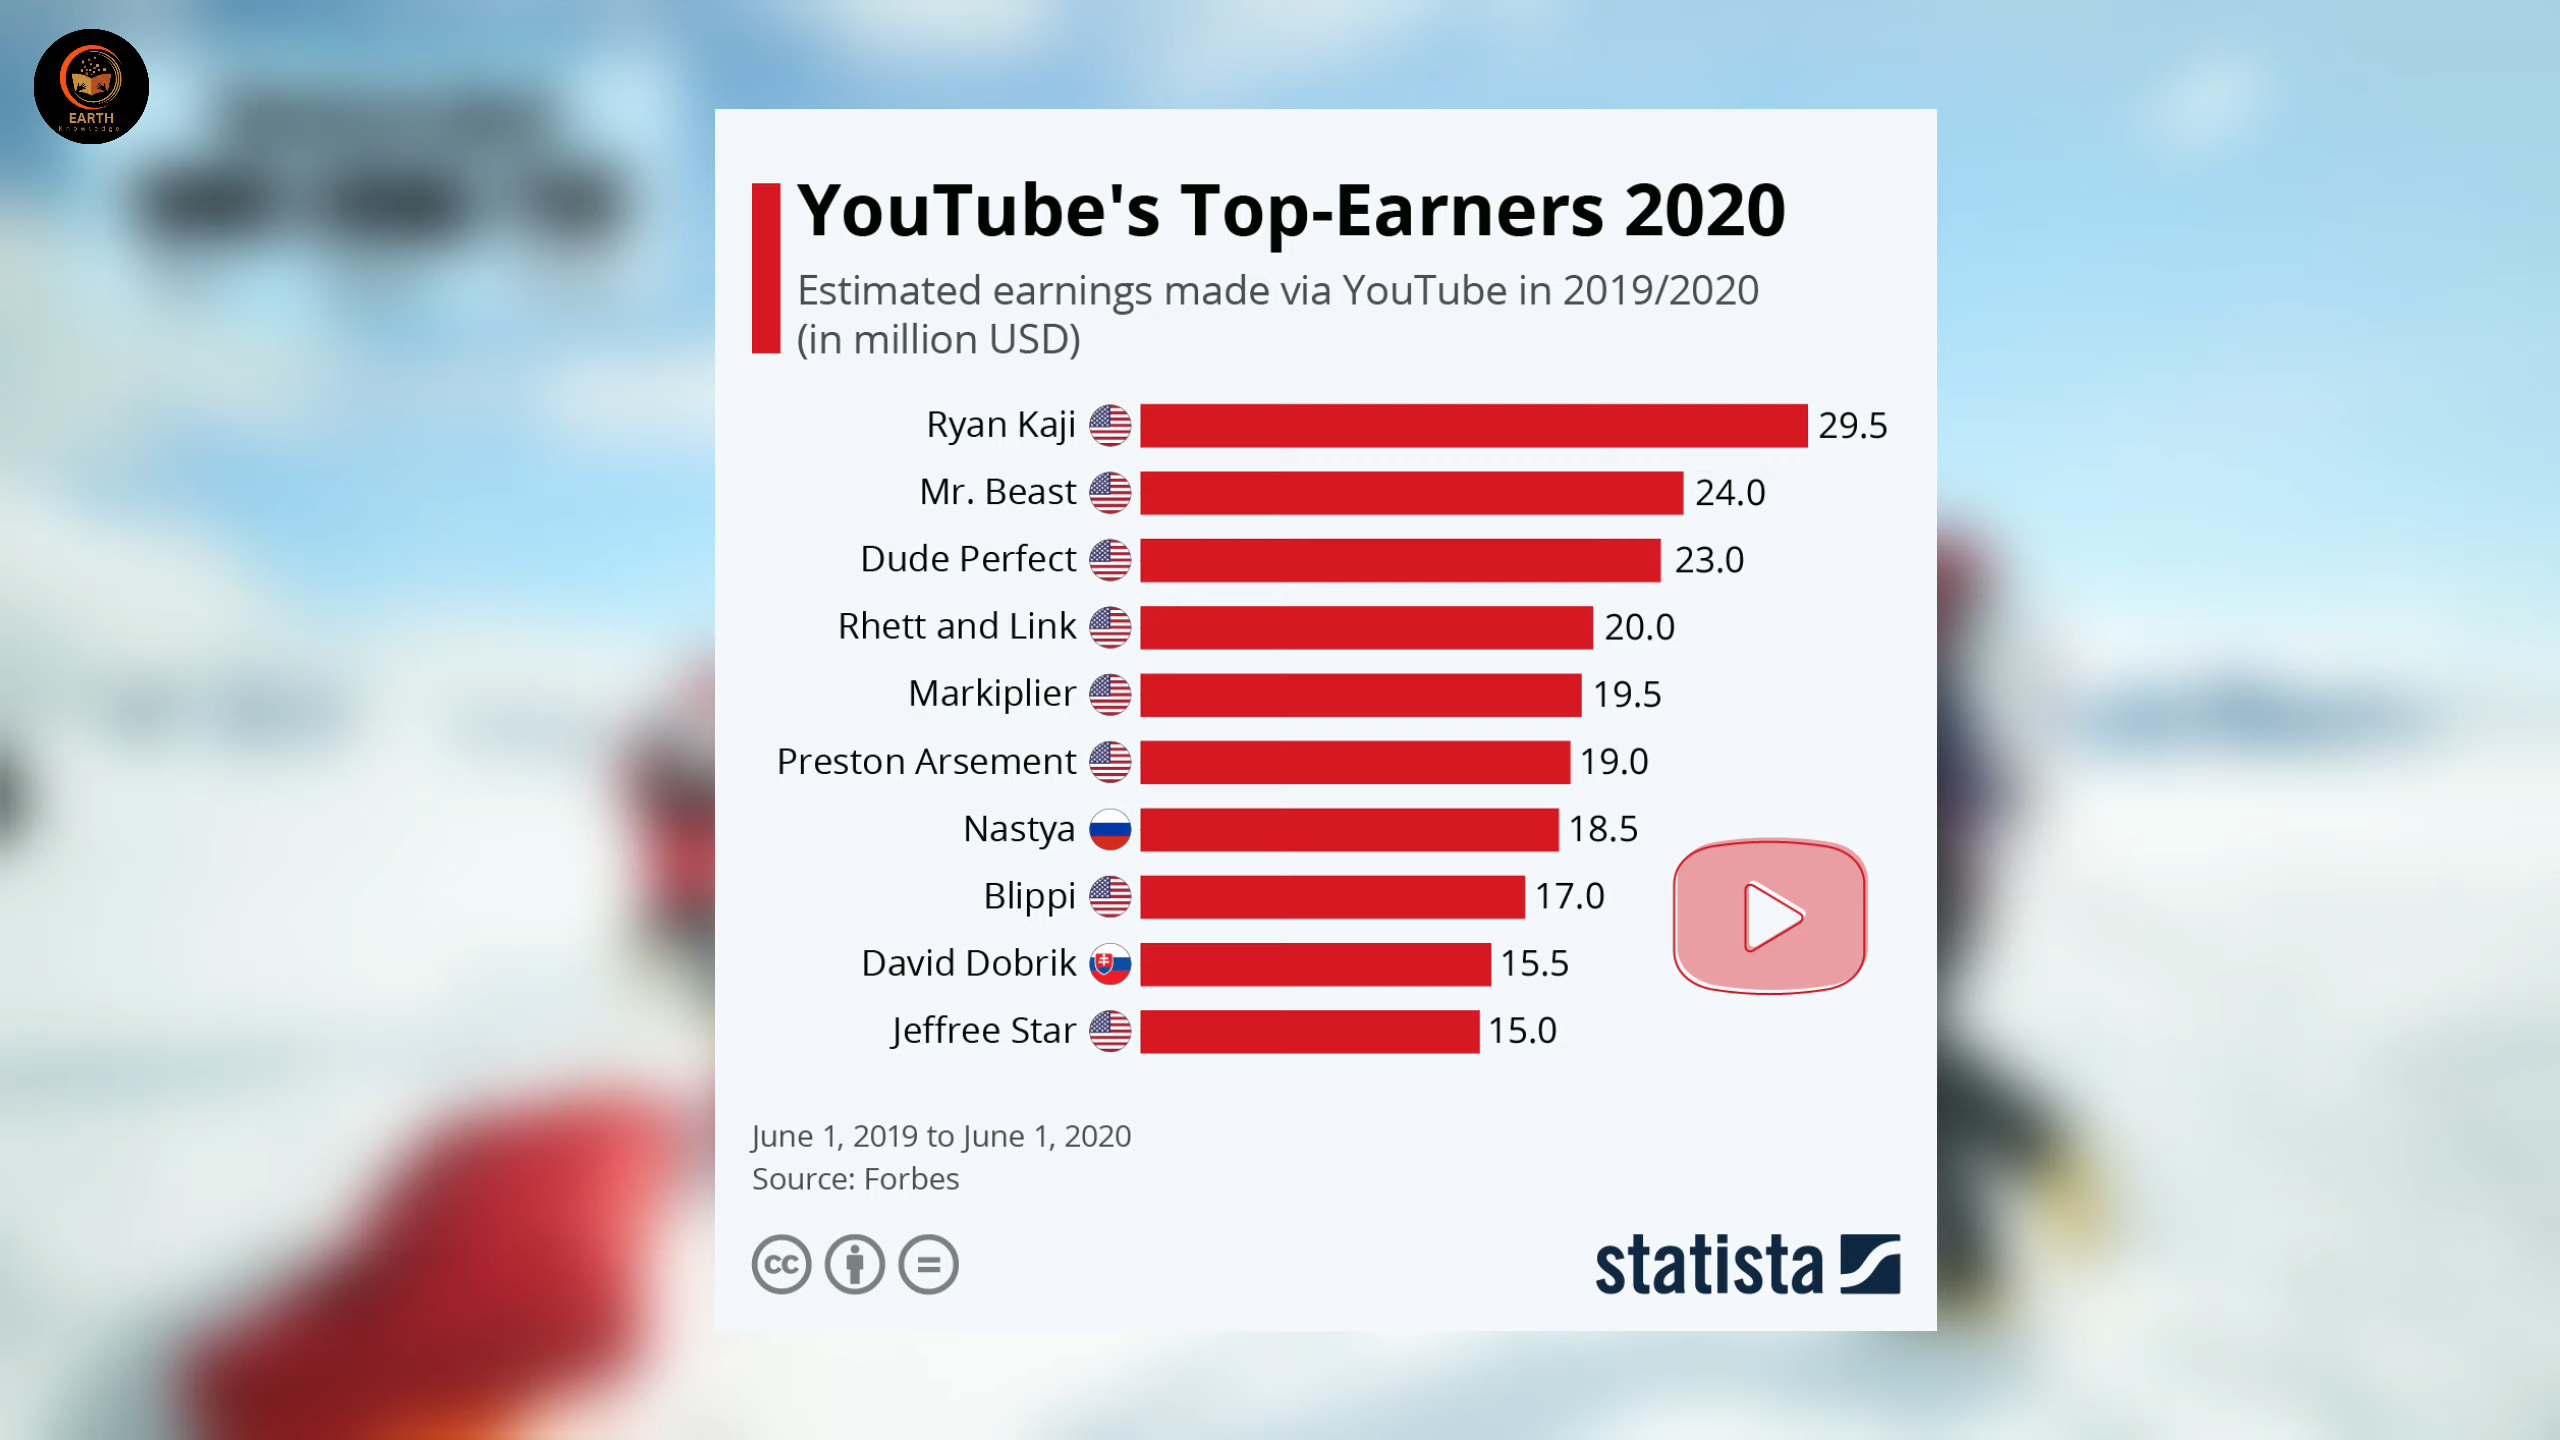 EARTH
Knowledge
YouTube's Top-Earners 2020
Estimated earnings made via YouTube in 2019/2020
(in million USD)
Ryan Kaji 29.5
Mr. Beast 24.0
Dude Perfect 23.0
Rhett and Link 20.0
Markiplier 19.5
Preston Arsement 19.0
Nastya 18.5
Blippi 17.0
David Dobrik 15.5
Jeffree Star 15.0
June 1, 2019 to June 1, 2020
Source: Forbes
cc
statista